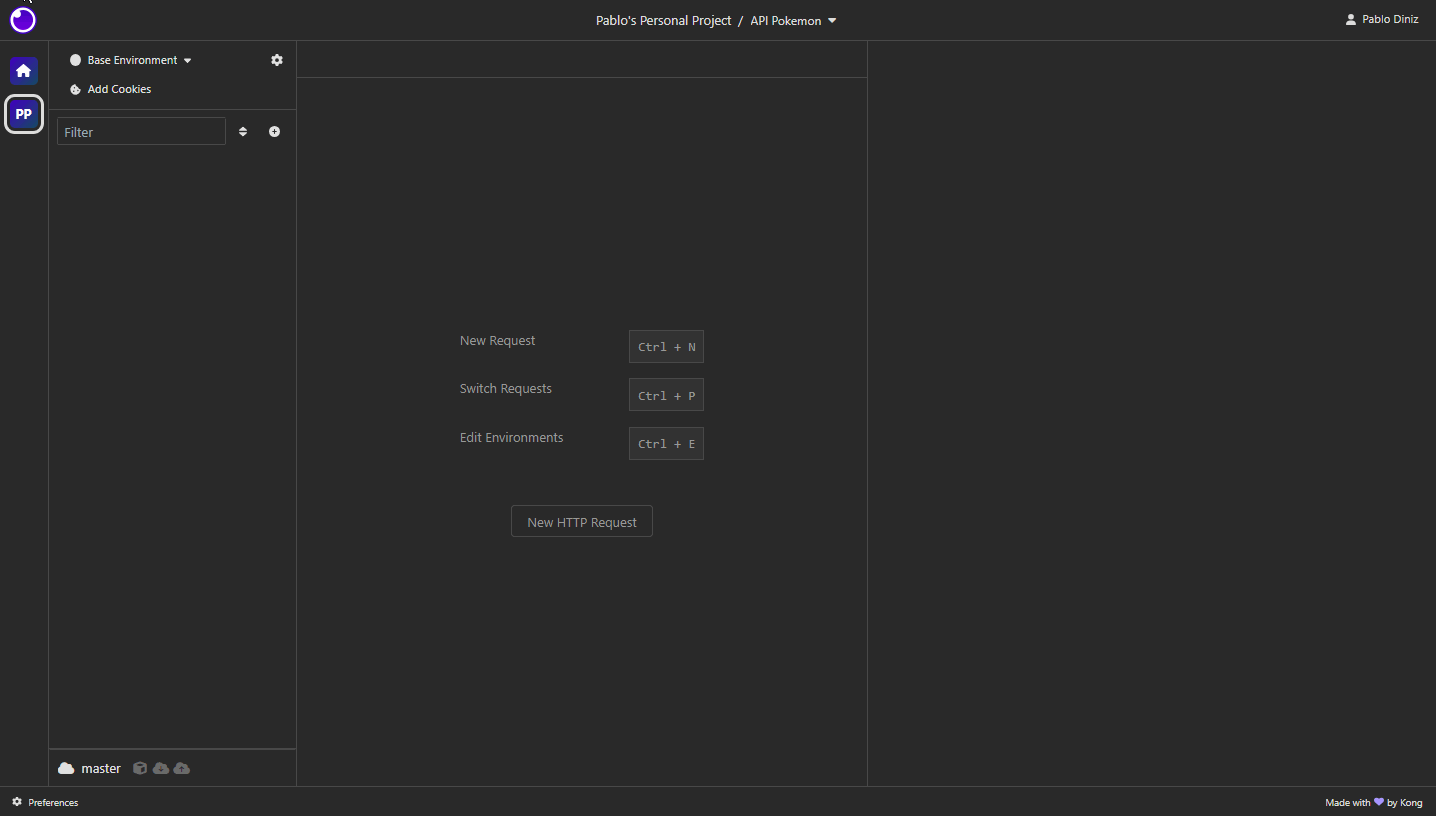 Pablo's Personal Project / API Pokemon
Pablo Diniz
Base Environment
Add Cookies
PP
Filter
New Request Ctrl + N
Switch Requests Ctrl + P
Edit Environments Ctrl + E
New HTTP Request
master
Preferences
Made with 💜 by Kong